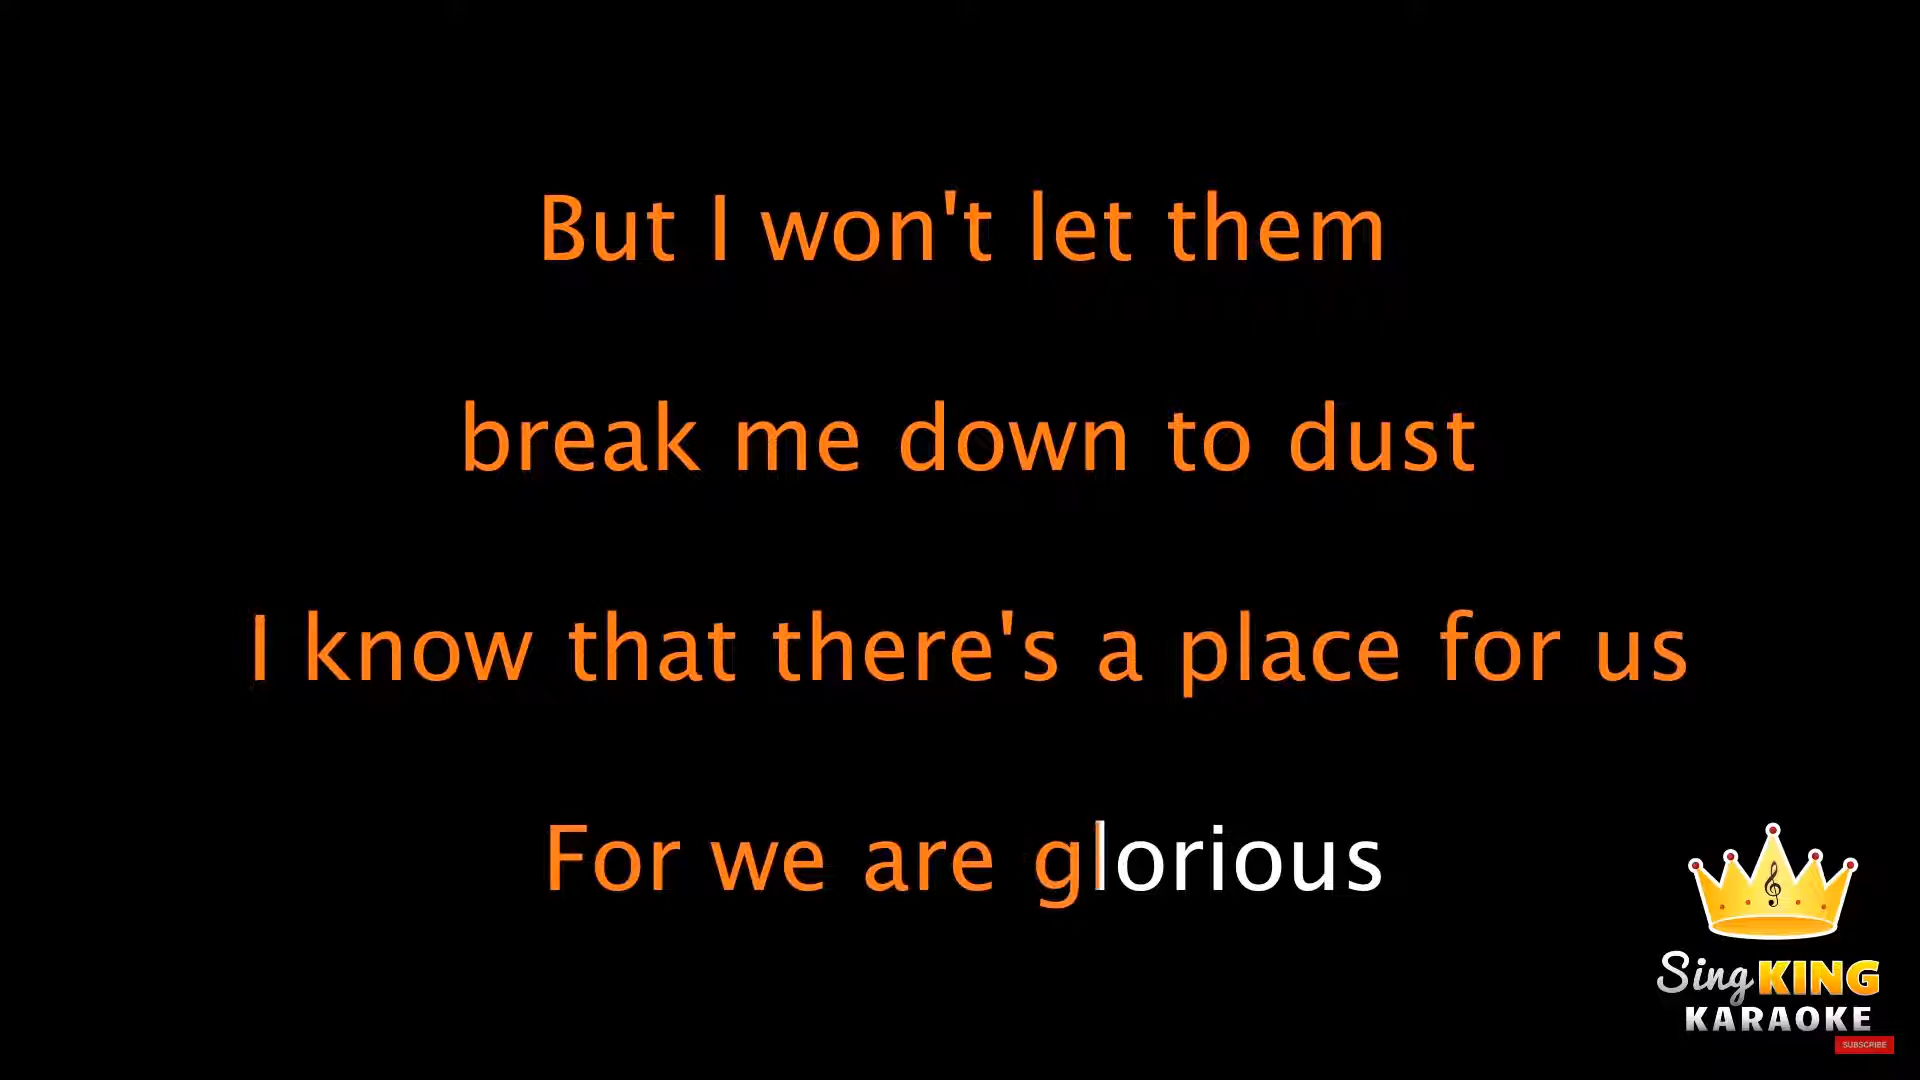 But I won't let them
break me down to dust
I know that there's a place for us
For we are glorious
Sing KING
KARAOKE
SUBSCRIBE